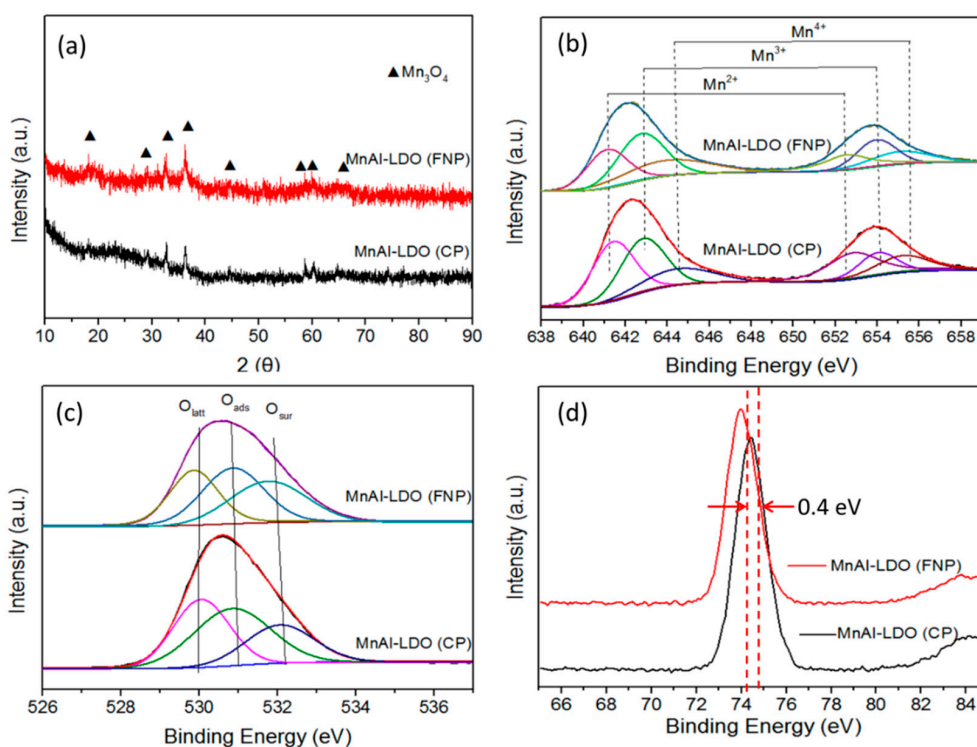 (a)
▲Mn₃O₄
MnAl-LDO (FNP)
MnAl-LDO (CP)
Intensity (a.u.)
10 20 30 40 50 60 70 80 90
2 (θ)
(b)
Mn⁴⁺
Mn³⁺
Mn²⁺
MnAl-LDO (FNP)
MnAl-LDO (CP)
Intensity (a.u.)
638 640 642 644 646 648 650 652 654 656 658
Binding Energy (eV)
(c)
O_latt O_ads O_sur
MnAl-LDO (FNP)
MnAl-LDO (CP)
Intensity (a.u.)
526 528 530 532 534 536
Binding Energy (eV)
(d)
0.4 eV
MnAl-LDO (FNP)
MnAl-LDO (CP)
Intensity (a.u.)
66 68 70 72 74 76 78 80 82 84
Binding Energy (eV)